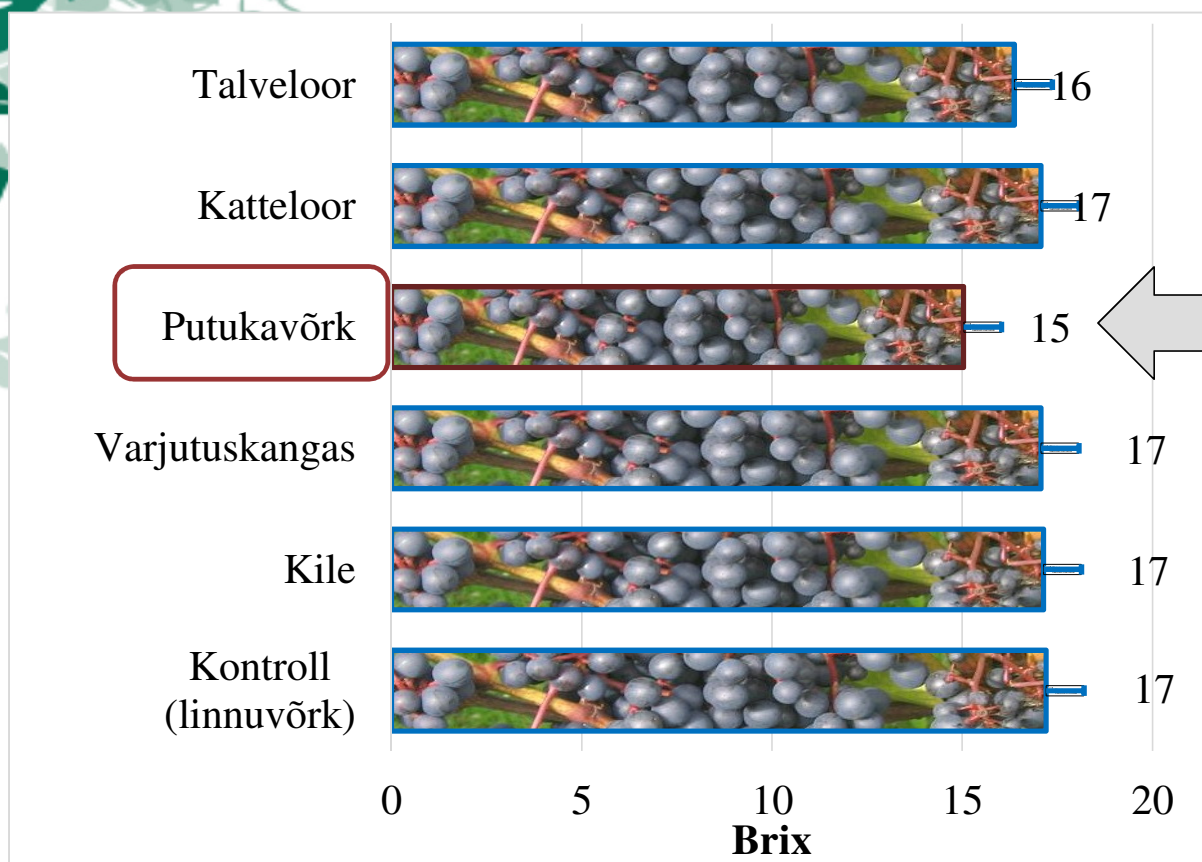 Talveloor
16
Katteloor
17
Putukavõrk
15
Varjutuskangas
17
Kile
17
Kontroll
(linnuvõrk)
17
0 5 10 15 20
Brix